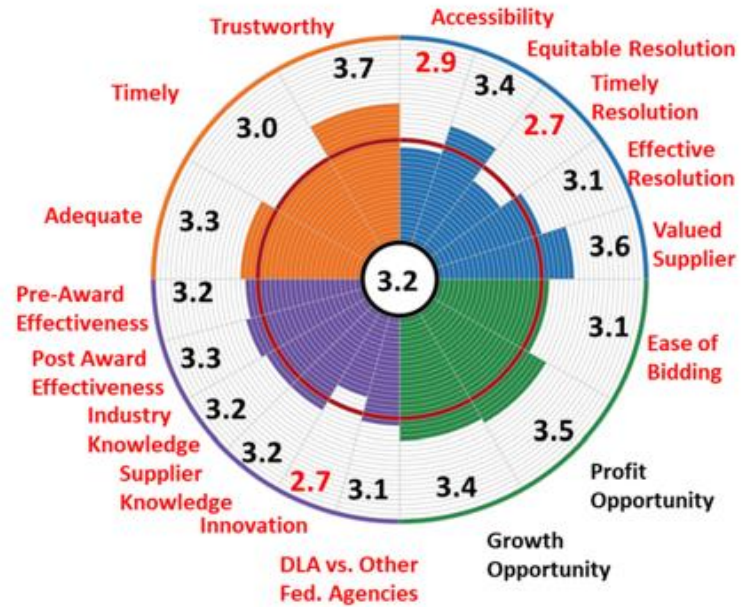 Trustworthy
Accessibility
Equitable Resolution
Timely
Resolution
Effective
Resolution
Valued
Supplier
Ease of
Bidding
Profit
Opportunity
Growth
Opportunity
DLA vs. Other
Fed. Agencies
Innovation
Supplier
Knowledge
Industry
Knowledge
Post Award
Effectiveness
Pre-Award
Effectiveness
Adequate
Timely
3.7
2.9
3.4
2.7
3.1
3.6
3.1
3.5
3.4
3.1
2.7
3.2
3.2
3.3
3.2
3.3
3.0
3.2